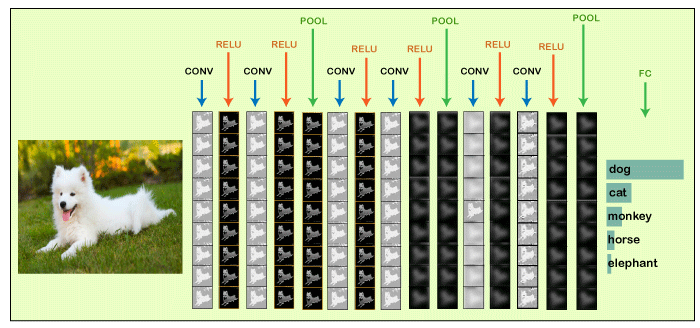 POOL
POOL
POOL
RELU
RELU
RELU
RELU
RELU
RELU
CONV
CONV
CONV
CONV
CONV
CONV
FC
dog
cat
monkey
horse
elephant